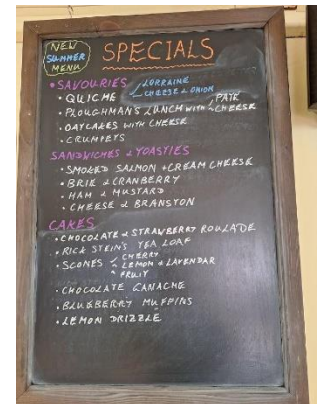 NEW
SUMMER
MENU
SPECIALS
• SAVOURIES
LORRAINE
• QUICHE
CHEESE & ONION
PATE
• PLOUGHMANS LUNCH WITH CHEESE
• OATCAKES WITH CHEESE
• CRUMPETS
SANDWICHES & TOASTIES
• SMOKED SALMON + CREAM CHEESE
• BRIE & CRANBERRY
• HAM & MUSTARD
• CHEESE & BRANSTON
CAKES
• CHOCOLATE & STRAWBERRY ROULADE
• RICK STEIN'S TEA LOAF
CHERRY
• SCONES LEMON & LAVENDAR
FRUIT
• CHOCOLATE GANACHE
• BLUEBERRY MUFFINS
• LEMON DRIZZLE